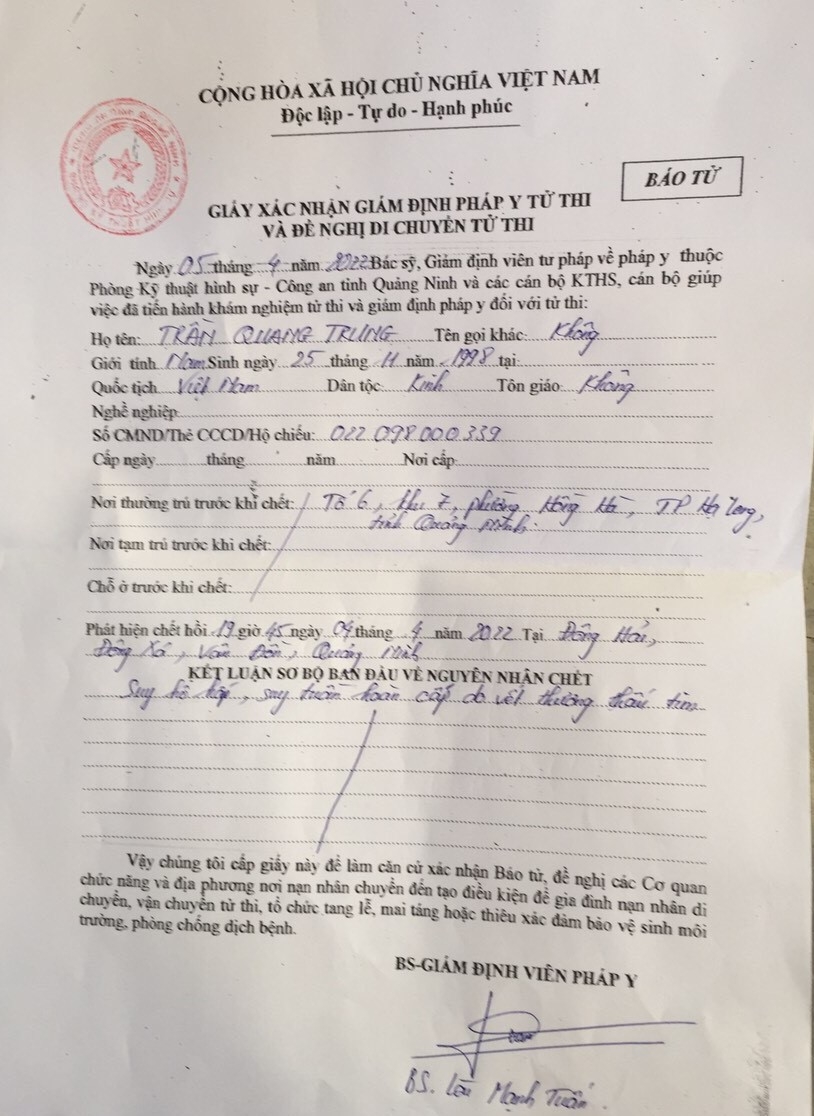 CỘNG HÒA XÃ HỘI CHỦ NGHĨA VIỆT NAM
Độc lập - Tự do - Hạnh phúc
BÁO TỬ
GIẤY XÁC NHẬN GIÁM ĐỊNH PHÁP Y TỬ THI
VÀ ĐỀ NGHỊ DI CHUYỂN TỬ THI
Ngày 05 tháng 4 năm 2022 Bác sỹ, Giám định viên tư pháp về pháp y thuộc
Phòng Kỹ thuật hình sự - Công an tỉnh Quảng Ninh và các cán bộ KTHS, cán bộ giúp
việc đã tiến hành khám nghiệm tử thi và giám định pháp y đối với tử thi:
Họ tên: TRẦN QUANG TRUNG Tên gọi khác: Không
Giới tính Nam Sinh ngày 25 tháng 11 năm 1998 tại
Quốc tịch Việt Nam Dân tộc Kinh Tôn giáo Không
Nghề nghiệp
Số CMND/Thẻ CCCD/Hộ chiếu: 022 098 000 339
Cấp ngày tháng năm Nơi cấp
Nơi thường trú trước khi chết: Tổ 6, khu 7, phường Hồng Hà, TP Hạ Long,
tỉnh Quảng Ninh.
Nơi tạm trú trước khi chết:
Chỗ ở trước khi chết:
Phát hiện chết hồi 19 giờ 45 ngày 04 tháng 4 năm 2022 Tại Đông Hải,
Đông Xá, Vân Đồn, Quảng Ninh
KẾT LUẬN SƠ BỘ BAN ĐẦU VỀ NGUYÊN NHÂN CHẾT
Suy hô hấp, suy tuần hoàn cấp do vết thương thấu tim
Vậy chúng tôi cấp giấy này để làm căn cứ xác nhận Báo tử, đề nghị các Cơ quan
chức năng và địa phương nơi nạn nhân chuyển đến tạo điều kiện để gia đình nạn nhân di
chuyển, vận chuyển tử thi, tổ chức tang lễ, mai táng hoặc thiêu xác đảm bảo vệ sinh môi
trường, phòng chống dịch bệnh.
BS-GIÁM ĐỊNH VIÊN PHÁP Y
BS. Mạnh Tuấn